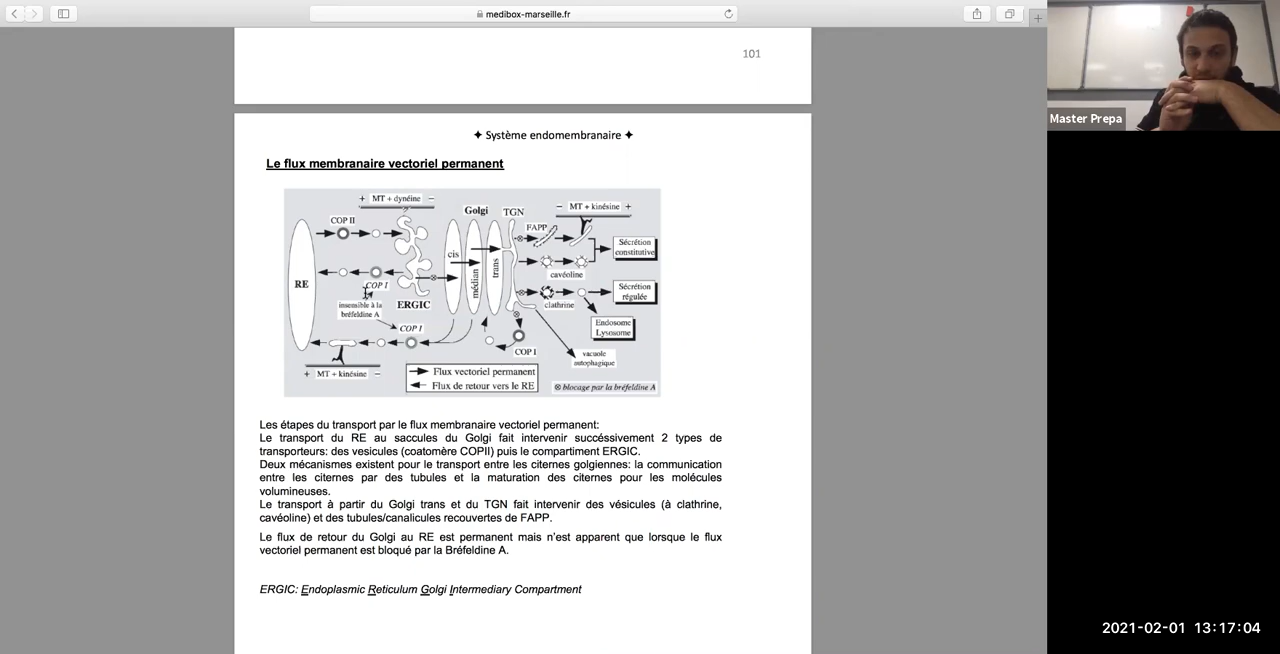 medibox-marseille.fr
101
Master Prepa
✦ Système endomembranaire ✦
Le flux membranaire vectoriel permanent
+ MT + dynéine −
− MT + kinésine +
COP II
Golgi
TGN
FAPP
Sécrétion
constitutive
cis
médian
trans
cavéoline
RE
COP I
insensible à la
bréfeldine A
ERGIC
clathrine
Sécrétion
régulée
COP I
Endosome
Lysosome
COP I
vacuole
autophagique
+ MT + kinésine −
Flux vectoriel permanent
Flux de retour vers le RE
⊗ blocage par la bréfeldine A
Les étapes du transport par le flux membranaire vectoriel permanent:
Le transport du RE au saccules du Golgi fait intervenir succéssivement 2 types de
transporteurs: des vesicules (coatomère COPII) puis le compartiment ERGIC.
Deux mécanismes existent pour le transport entre les citernes golgiennes: la communication
entre les citernes par des tubules et la maturation des citernes pour les molécules
volumineuses.
Le transport à partir du Golgi trans et du TGN fait intervenir des vésicules (à clathrine,
cavéoline) et des tubules/canalicules recouvertes de FAPP.
Le flux de retour du Golgi au RE est permanent mais n'est apparent que lorsque le flux
vectoriel permanent est bloqué par la Bréfeldine A.
ERGIC: Endoplasmic Reticulum Golgi Intermediary Compartment
2021-02-01 13:17:04